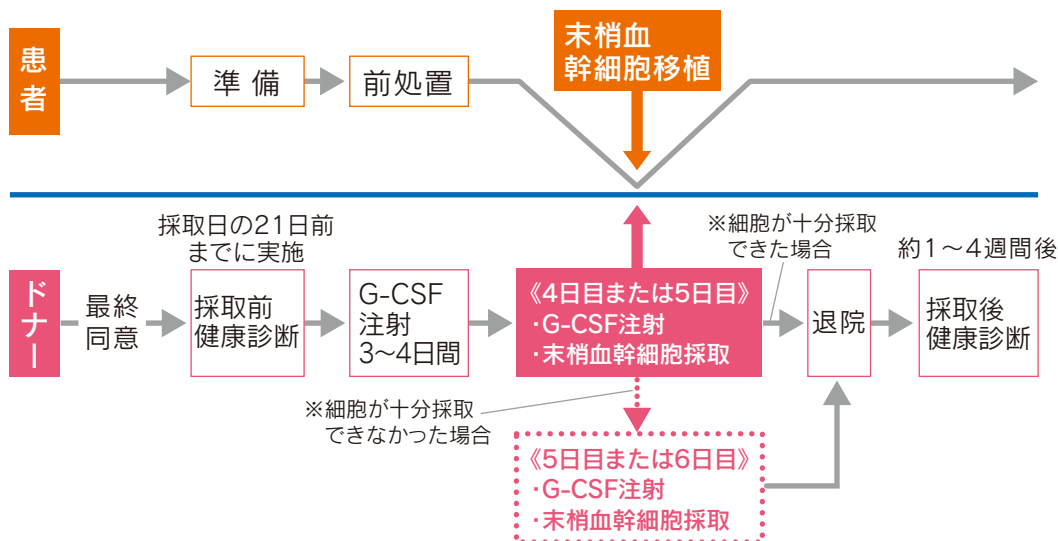 患者
準 備
前処置
末梢血
幹細胞移植
ドナー
最終
同意
採取日の21日前
までに実施
採取前
健康診断
G-CSF
注射
3〜4日間
《4日目または5日目》
・G-CSF注射
・末梢血幹細胞採取
※細胞が十分採取
できた場合
退院
約1〜4週間後
採取後
健康診断
※細胞が十分採取
できなかった場合
《5日目または6日目》
・G-CSF注射
・末梢血幹細胞採取